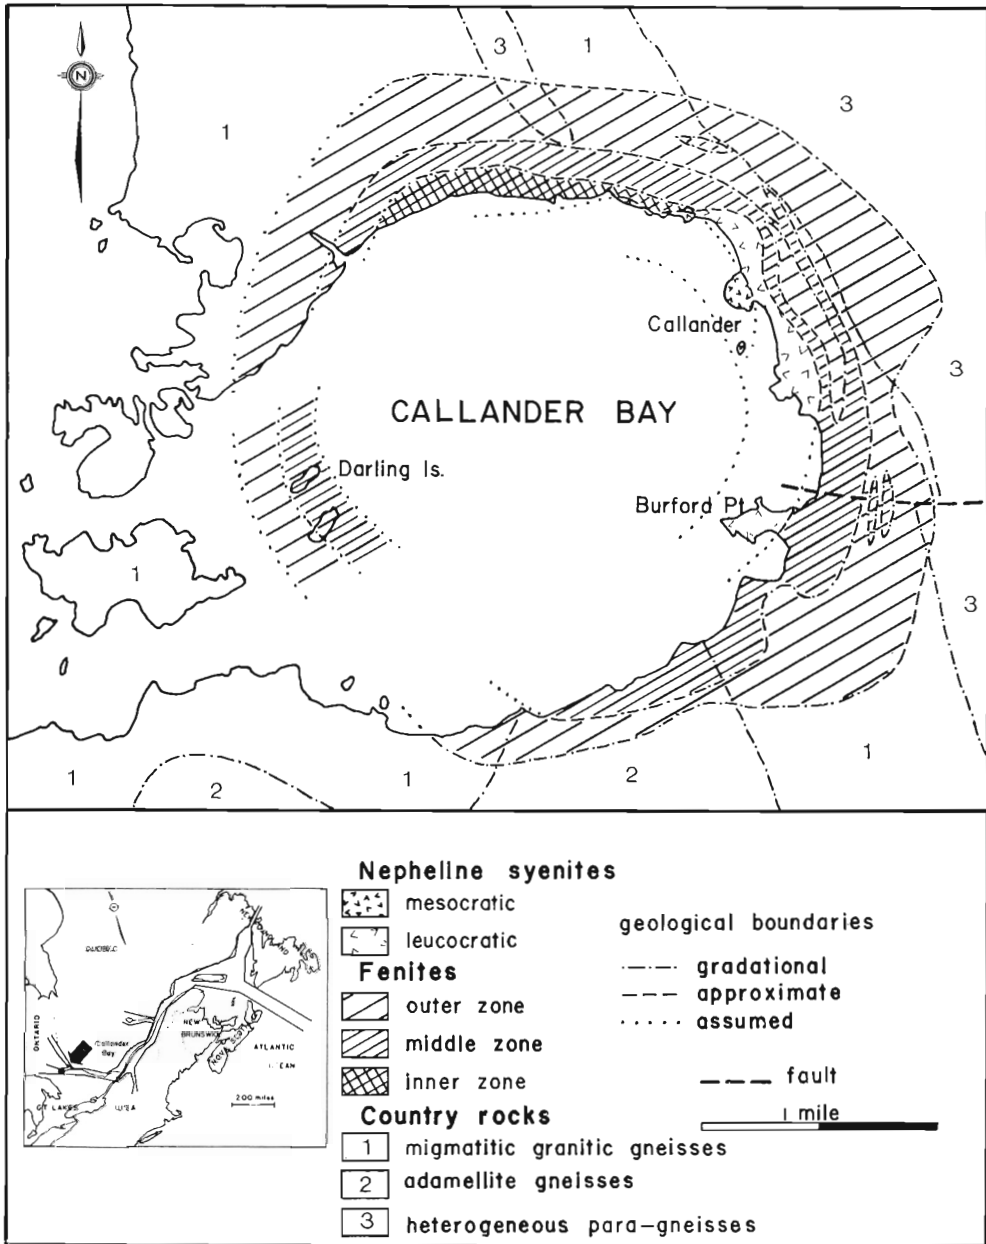 3
1
3
N
1
Callander
3
CALLANDER BAY
Darling Is.
Burford Pt.
1
3
1
2
1
2
1
Nepheline syenites
mesocratic
leucocratic
Fenites
outer zone
middle zone
inner zone
Country rocks
1 migmatitic granitic gneisses
2 adamellite gneisses
3 heterogeneous para-gneisses
geological boundaries
gradational
approximate
assumed
fault
1 mile
ONTARIO
Callander
Bay
NEW
BRUNSWICK
NOVA
ATLANTIC
GT LAKES
200 miles